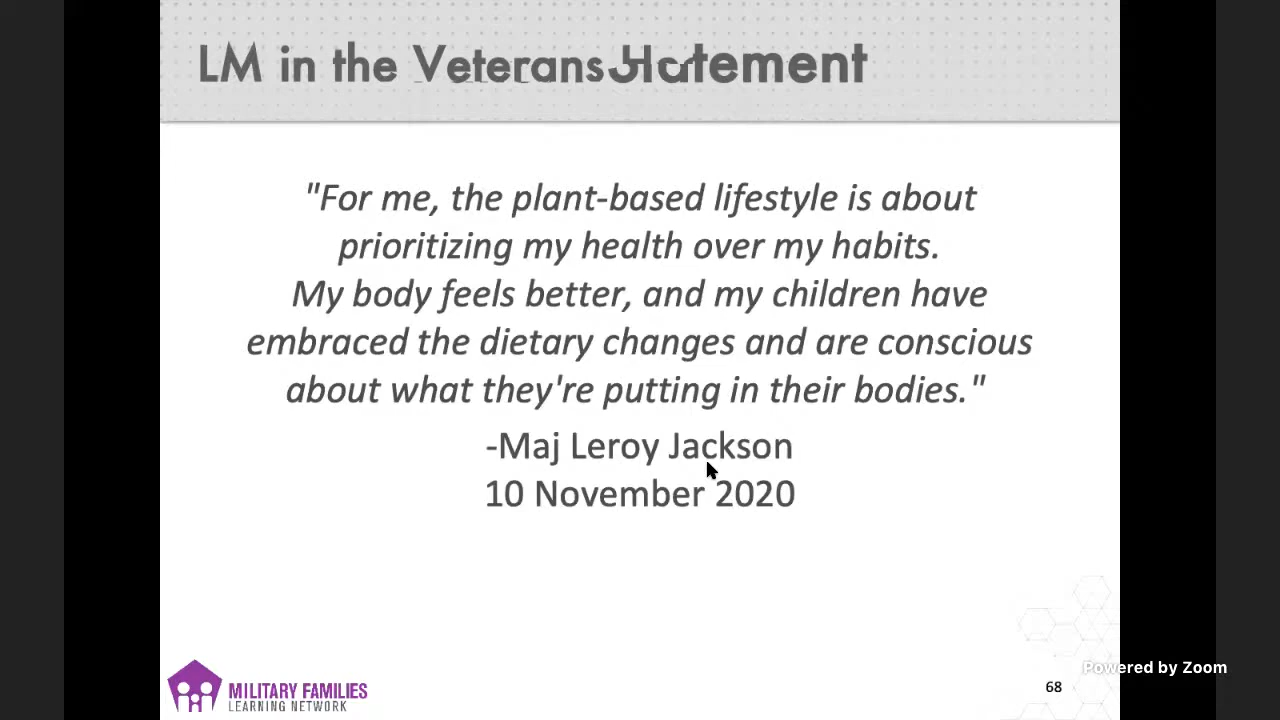 LM in the Veterans
"For me, the plant-based lifestyle is about
prioritizing my health over my habits.
My body feels better, and my children have
embraced the dietary changes and are conscious
about what they're putting in their bodies."
-Maj Leroy Jackson
10 November 2020
MILITARY FAMILIES
LEARNING NETWORK
68
Powered by Zoom